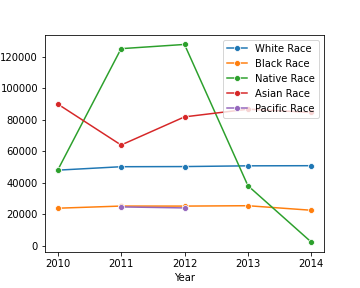 White Race
Black Race
Native Race
Asian Race
Pacific Race
120000
100000
80000
60000
40000
20000
0
2010 2011 2012 2013 2014
Year